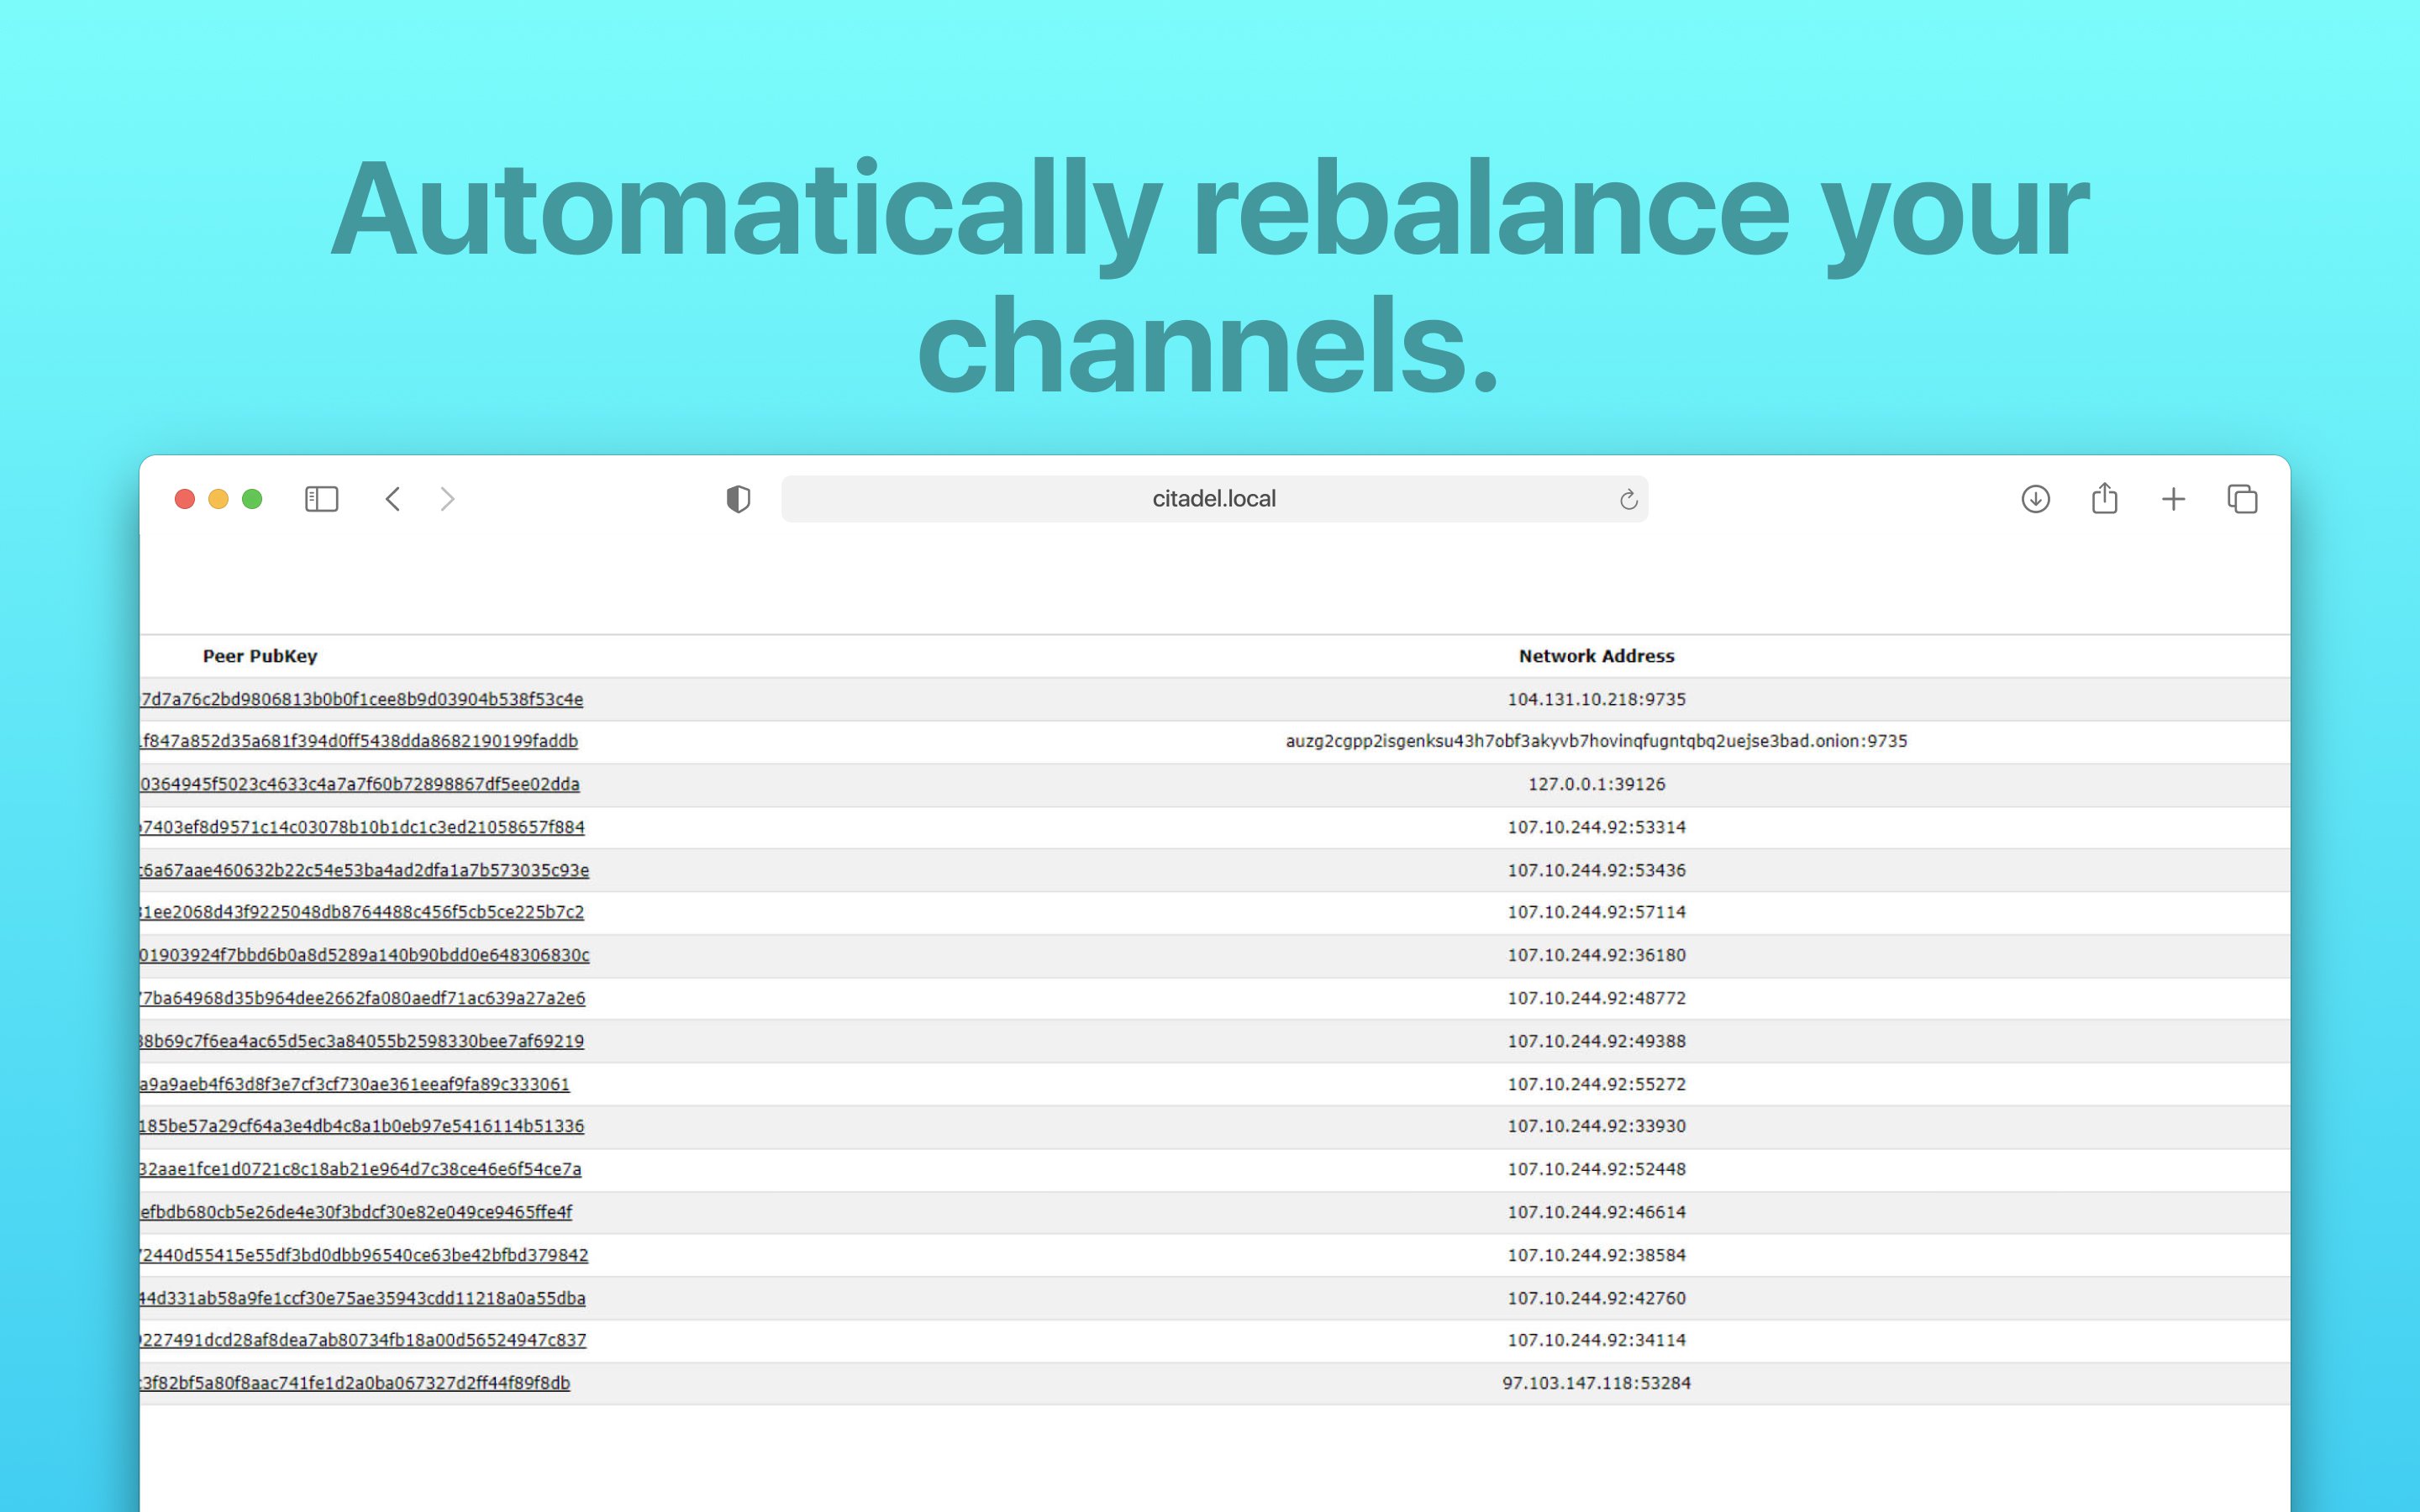 Automatically rebalance your
channels.
citadel.local
Peer PubKey Network Address
7d7a76c2bd9806813b0b0f1cee8b9d03904b538f53c4e 104.131.10.218:9735
f847a852d35a681f394d0ff5438dda8682190199faddb auzg2cgpp2isgenksu43h7obf3akyvb7hovinqfugntqbq2uejse3bad.onion:9735
0364945f5023c4633c4a7a7f60b72898867df5ee02dda 127.0.0.1:39126
7403ef8d9571c14c03078b10b1dc1c3ed21058657f884 107.10.244.92:53314
c6a67aae460632b22c54e53ba4ad2dfa1a7b573035c93e 107.10.244.92:53436
1ee2068d43f9225048db8764488c456f5cb5ce225b7c2 107.10.244.92:57114
01903924f7bbd6b0a8d5289a140b90bdd0e648306830c 107.10.244.92:36180
7ba64968d35b964dee2662fa080aedf71ac639a27a2e6 107.10.244.92:48772
8b69c7f6ea4ac65d5ec3a84055b2598330bee7af69219 107.10.244.92:49388
a9a9aeb4f63d8f3e7cf3cf730ae361eeaf9fa89c333061 107.10.244.92:55272
185be57a29cf64a3e4db4c8a1b0eb97e5416114b51336 107.10.244.92:33930
32aae1fce1d0721c8c18ab21e964d7c38ce46e6f54ce7a 107.10.244.92:52448
efbdb680cb5e26de4e30f3bdcf30e82e049ce9465ffe4f 107.10.244.92:46614
72440d55415e55df3bd0dbb96540ce63be42bfbd379842 107.10.244.92:38584
44d331ab58a9fe1ccf30e75ae35943cdd11218a0a55dba 107.10.244.92:42760
227491dcd28af8dea7ab80734fb18a00d56524947c837 107.10.244.92:34114
3f82bf5a80f8aac741fe1d2a0ba067327d2ff44f89f8db 97.103.147.118:53284